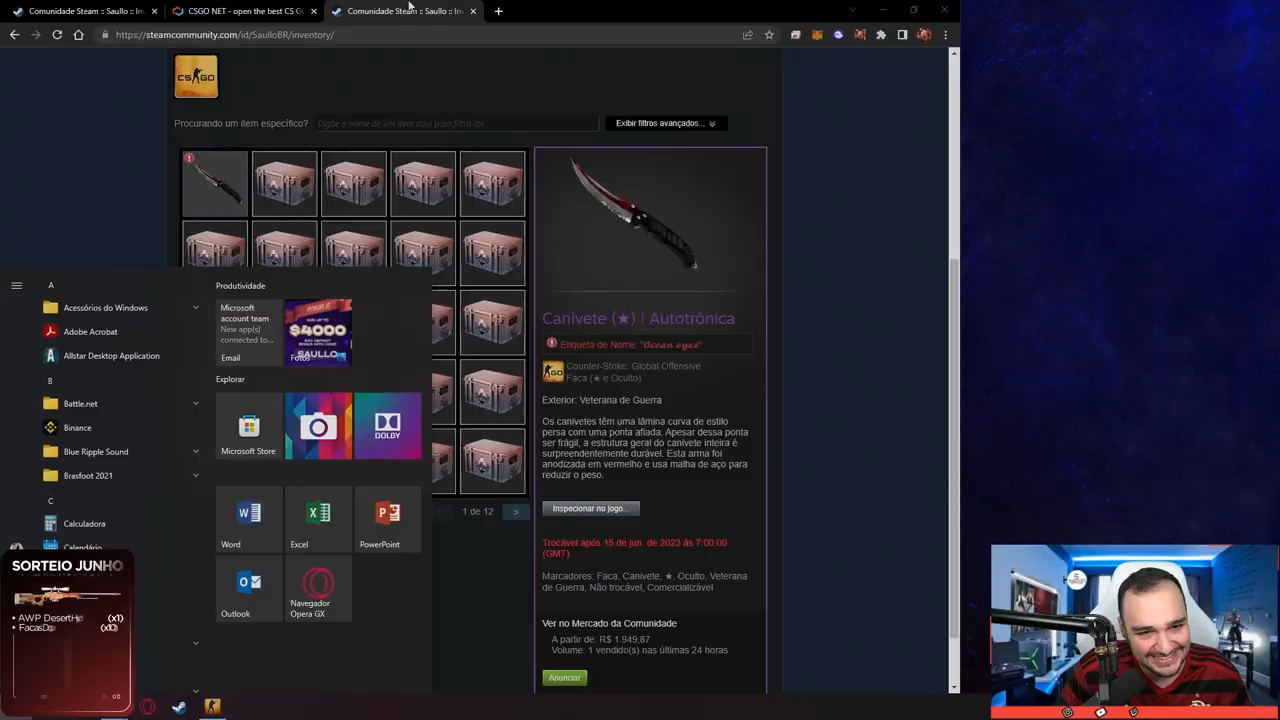 Comunidade Steam :: Saullo :: In
CSGO NET - open the best CS G
Comunidade Steam :: Saullo :: In
https://steamcommunity.com/id/SaulloBR/inventory/
CS GO
Procurando um item específico?
Digite o nome de um item aqui para filtrá-los
Exibir filtros avançados...
Canivete (★) | Autotrônica
Etiqueta de Nome: "Ocean eyes"
Counter-Strike: Global Offensive
Faca (★ e Oculto)
Exterior: Veterana de Guerra
Os canivetes têm uma lâmina curva de estilo
persa com uma ponta afiada. Apesar dessa ponta
ser frágil, a estrutura geral do canivete inteira é
surpreendentemente durável. Esta arma foi
anodizada em vermelho e usa malha de aço para
reduzir o peso.
Inspecionar no jogo...
Trocável após 15 de jun. de 2023 às 7:00:00
(GMT)
Marcadores: Faca, Canivete, ★, Oculto, Veterana
de Guerra, Não trocável, Comercializável
Ver no Mercado da Comunidade
A partir de: R$ 1.949,87
Volume: 1 vendido(s) nas últimas 24 horas
Anunciar
1 de 12
>
A
Acessórios do Windows
Adobe Acrobat
Allstar Desktop Application
B
Battle.net
Binance
Blue Ripple Sound
Brasfoot 2021
C
Calculadora
Calendário
Produtividade
Microsoft
account team
New app(s)
connected to...
Email
$4000
SAULLO
Fotos
Explorar
Microsoft Store
DOLBY
Word
Excel
PowerPoint
Outlook
Navegador
Opera GX
SORTEIO JUNHO
• AWP DesertHyd (x1)